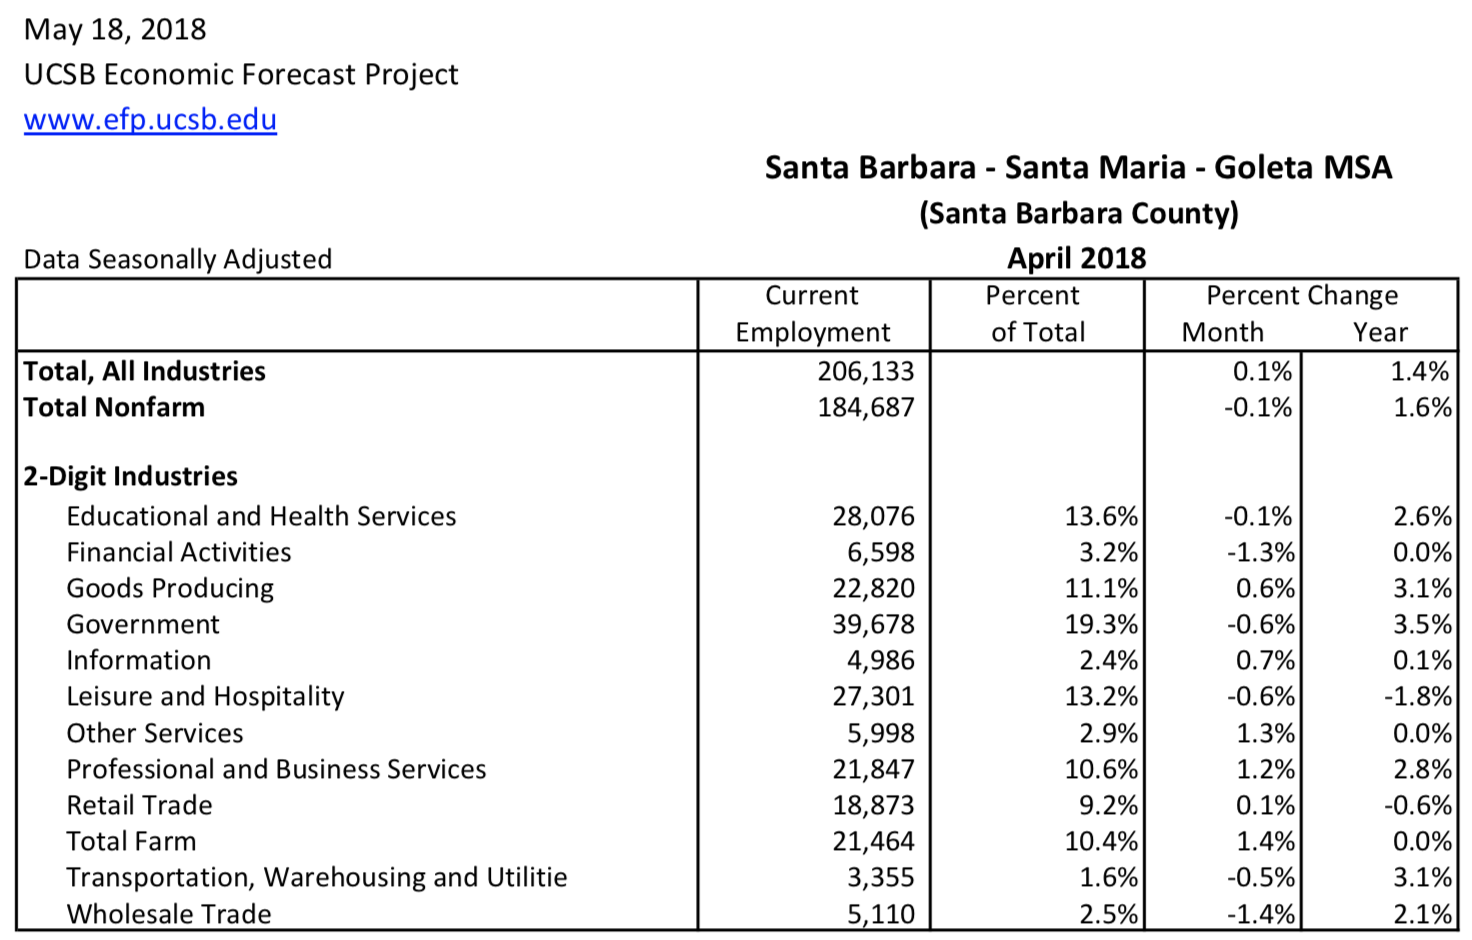 May 18, 2018
UCSB Economic Forecast Project
www.efp.ucsb.edu
Santa Barbara - Santa Maria - Goleta MSA
(Santa Barbara County)
Data Seasonally Adjusted April 2018
Current Percent Percent Change
Employment of Total Month Year
Total, All Industries 206,133 0.1% 1.4%
Total Nonfarm 184,687 -0.1% 1.6%
2-Digit Industries
Educational and Health Services 28,076 13.6% -0.1% 2.6%
Financial Activities 6,598 3.2% -1.3% 0.0%
Goods Producing 22,820 11.1% 0.6% 3.1%
Government 39,678 19.3% -0.6% 3.5%
Information 4,986 2.4% 0.7% 0.1%
Leisure and Hospitality 27,301 13.2% -0.6% -1.8%
Other Services 5,998 2.9% 1.3% 0.0%
Professional and Business Services 21,847 10.6% 1.2% 2.8%
Retail Trade 18,873 9.2% 0.1% -0.6%
Total Farm 21,464 10.4% 1.4% 0.0%
Transportation, Warehousing and Utilitie 3,355 1.6% -0.5% 3.1%
Wholesale Trade 5,110 2.5% -1.4% 2.1%